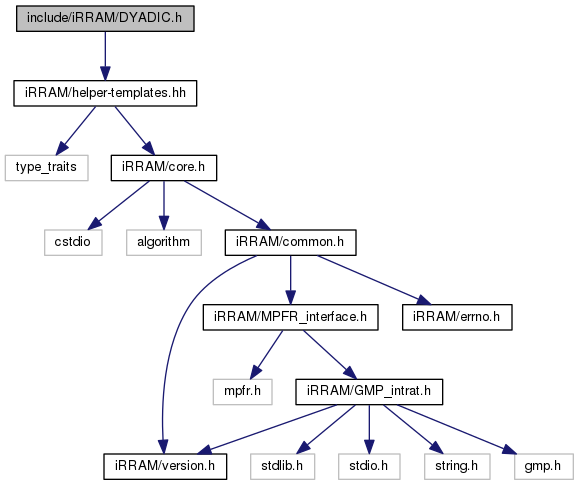 include/iRRAM/DYADIC.h
iRRAM/helper-templates.hh
type_traits
iRRAM/core.h
cstdio
algorithm
iRRAM/common.h
iRRAM/MPFR_interface.h
iRRAM/errno.h
mpfr.h
iRRAM/GMP_intrat.h
iRRAM/version.h
stdlib.h
stdio.h
string.h
gmp.h